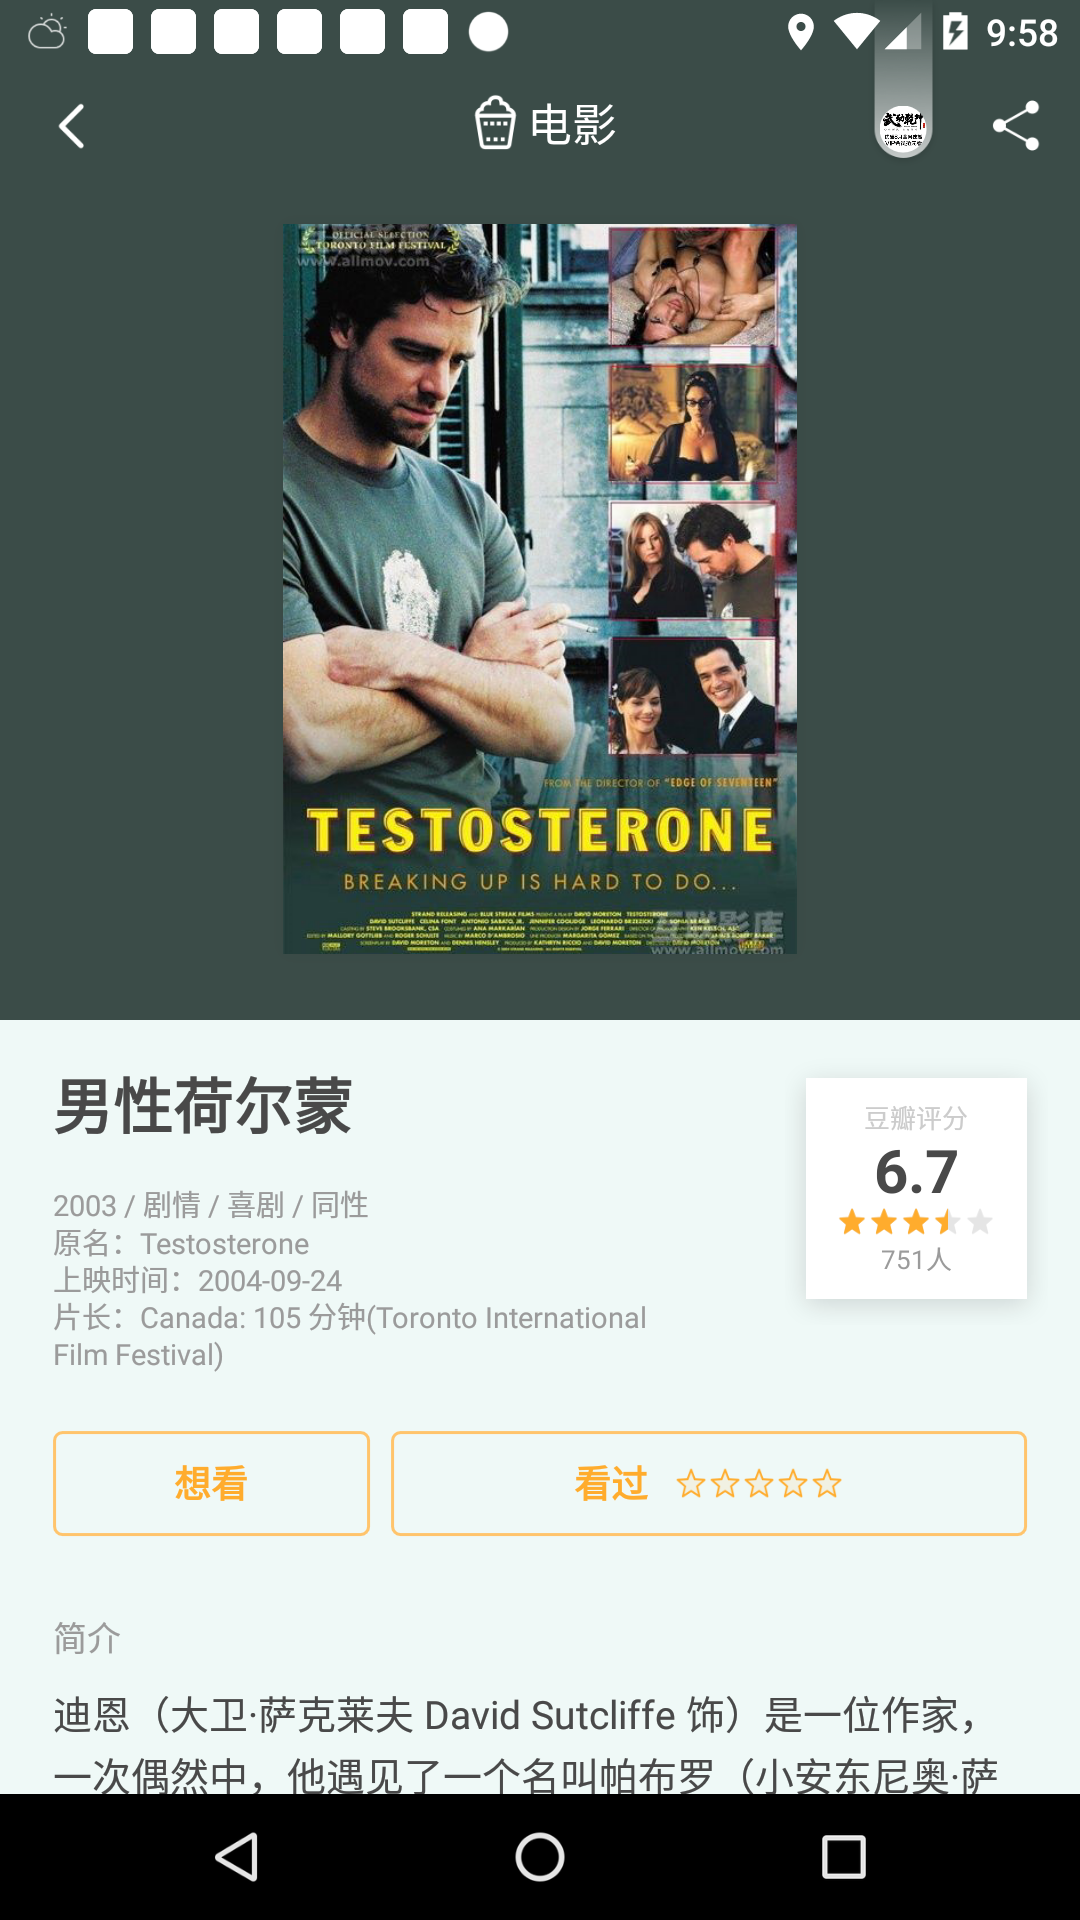 9:58
电影
OFFICIAL SELECTION
TORONTO FILM FESTIVAL
www.allmov.com
FROM THE DIRECTOR OF "EDGE OF SEVENTEEN"
TESTOSTERONE
BREAKING UP IS HARD TO DO...
www.allmov.com
男性荷尔蒙
豆瓣评分
6.7
751人
2003 / 剧情 / 喜剧 / 同性
原名：Testosterone
上映时间：2004-09-24
片长：Canada: 105 分钟(Toronto International
Film Festival)
想看
看过
简介
迪恩（大卫·萨克莱夫 David Sutcliffe 饰）是一位作家，
一次偶然中，他遇见了一个名叫帕布罗（小安东尼奥·萨